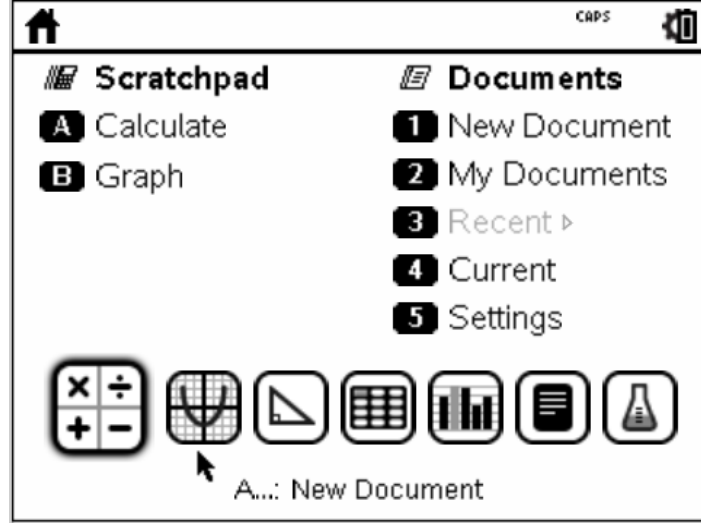 CAPS
Scratchpad
A Calculate
B Graph
Documents
1 New Document
2 My Documents
3 Recent ▹
4 Current
5 Settings
A...: New Document